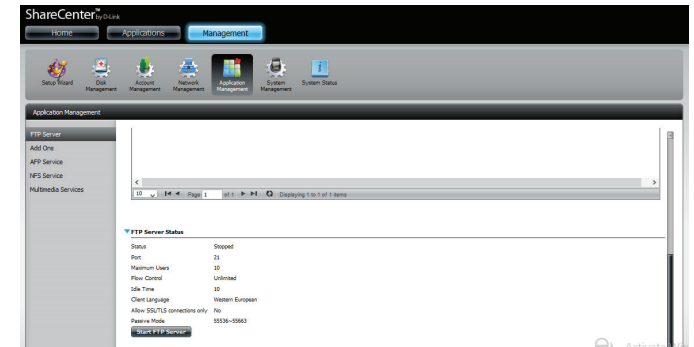 ShareCenter™ by D-Link
Home Applications Management
Setup Wizard Disk Management Account Management Network Management Application Management System Management System Status
Application Management
FTP Server
Add Ons
AFP Service
NFS Service
Multimedia Services
10 Page 1 of 1 Displaying 1 to 1 of 1 items
FTP Server Status
Status Stopped
Port 21
Maximum Users 10
Flow Control Unlimited
Idle Time 10
Client Language Western European
Allow SSL/TLS connections only No
Passive Mode 55536~55663
Start FTP Server
Activate